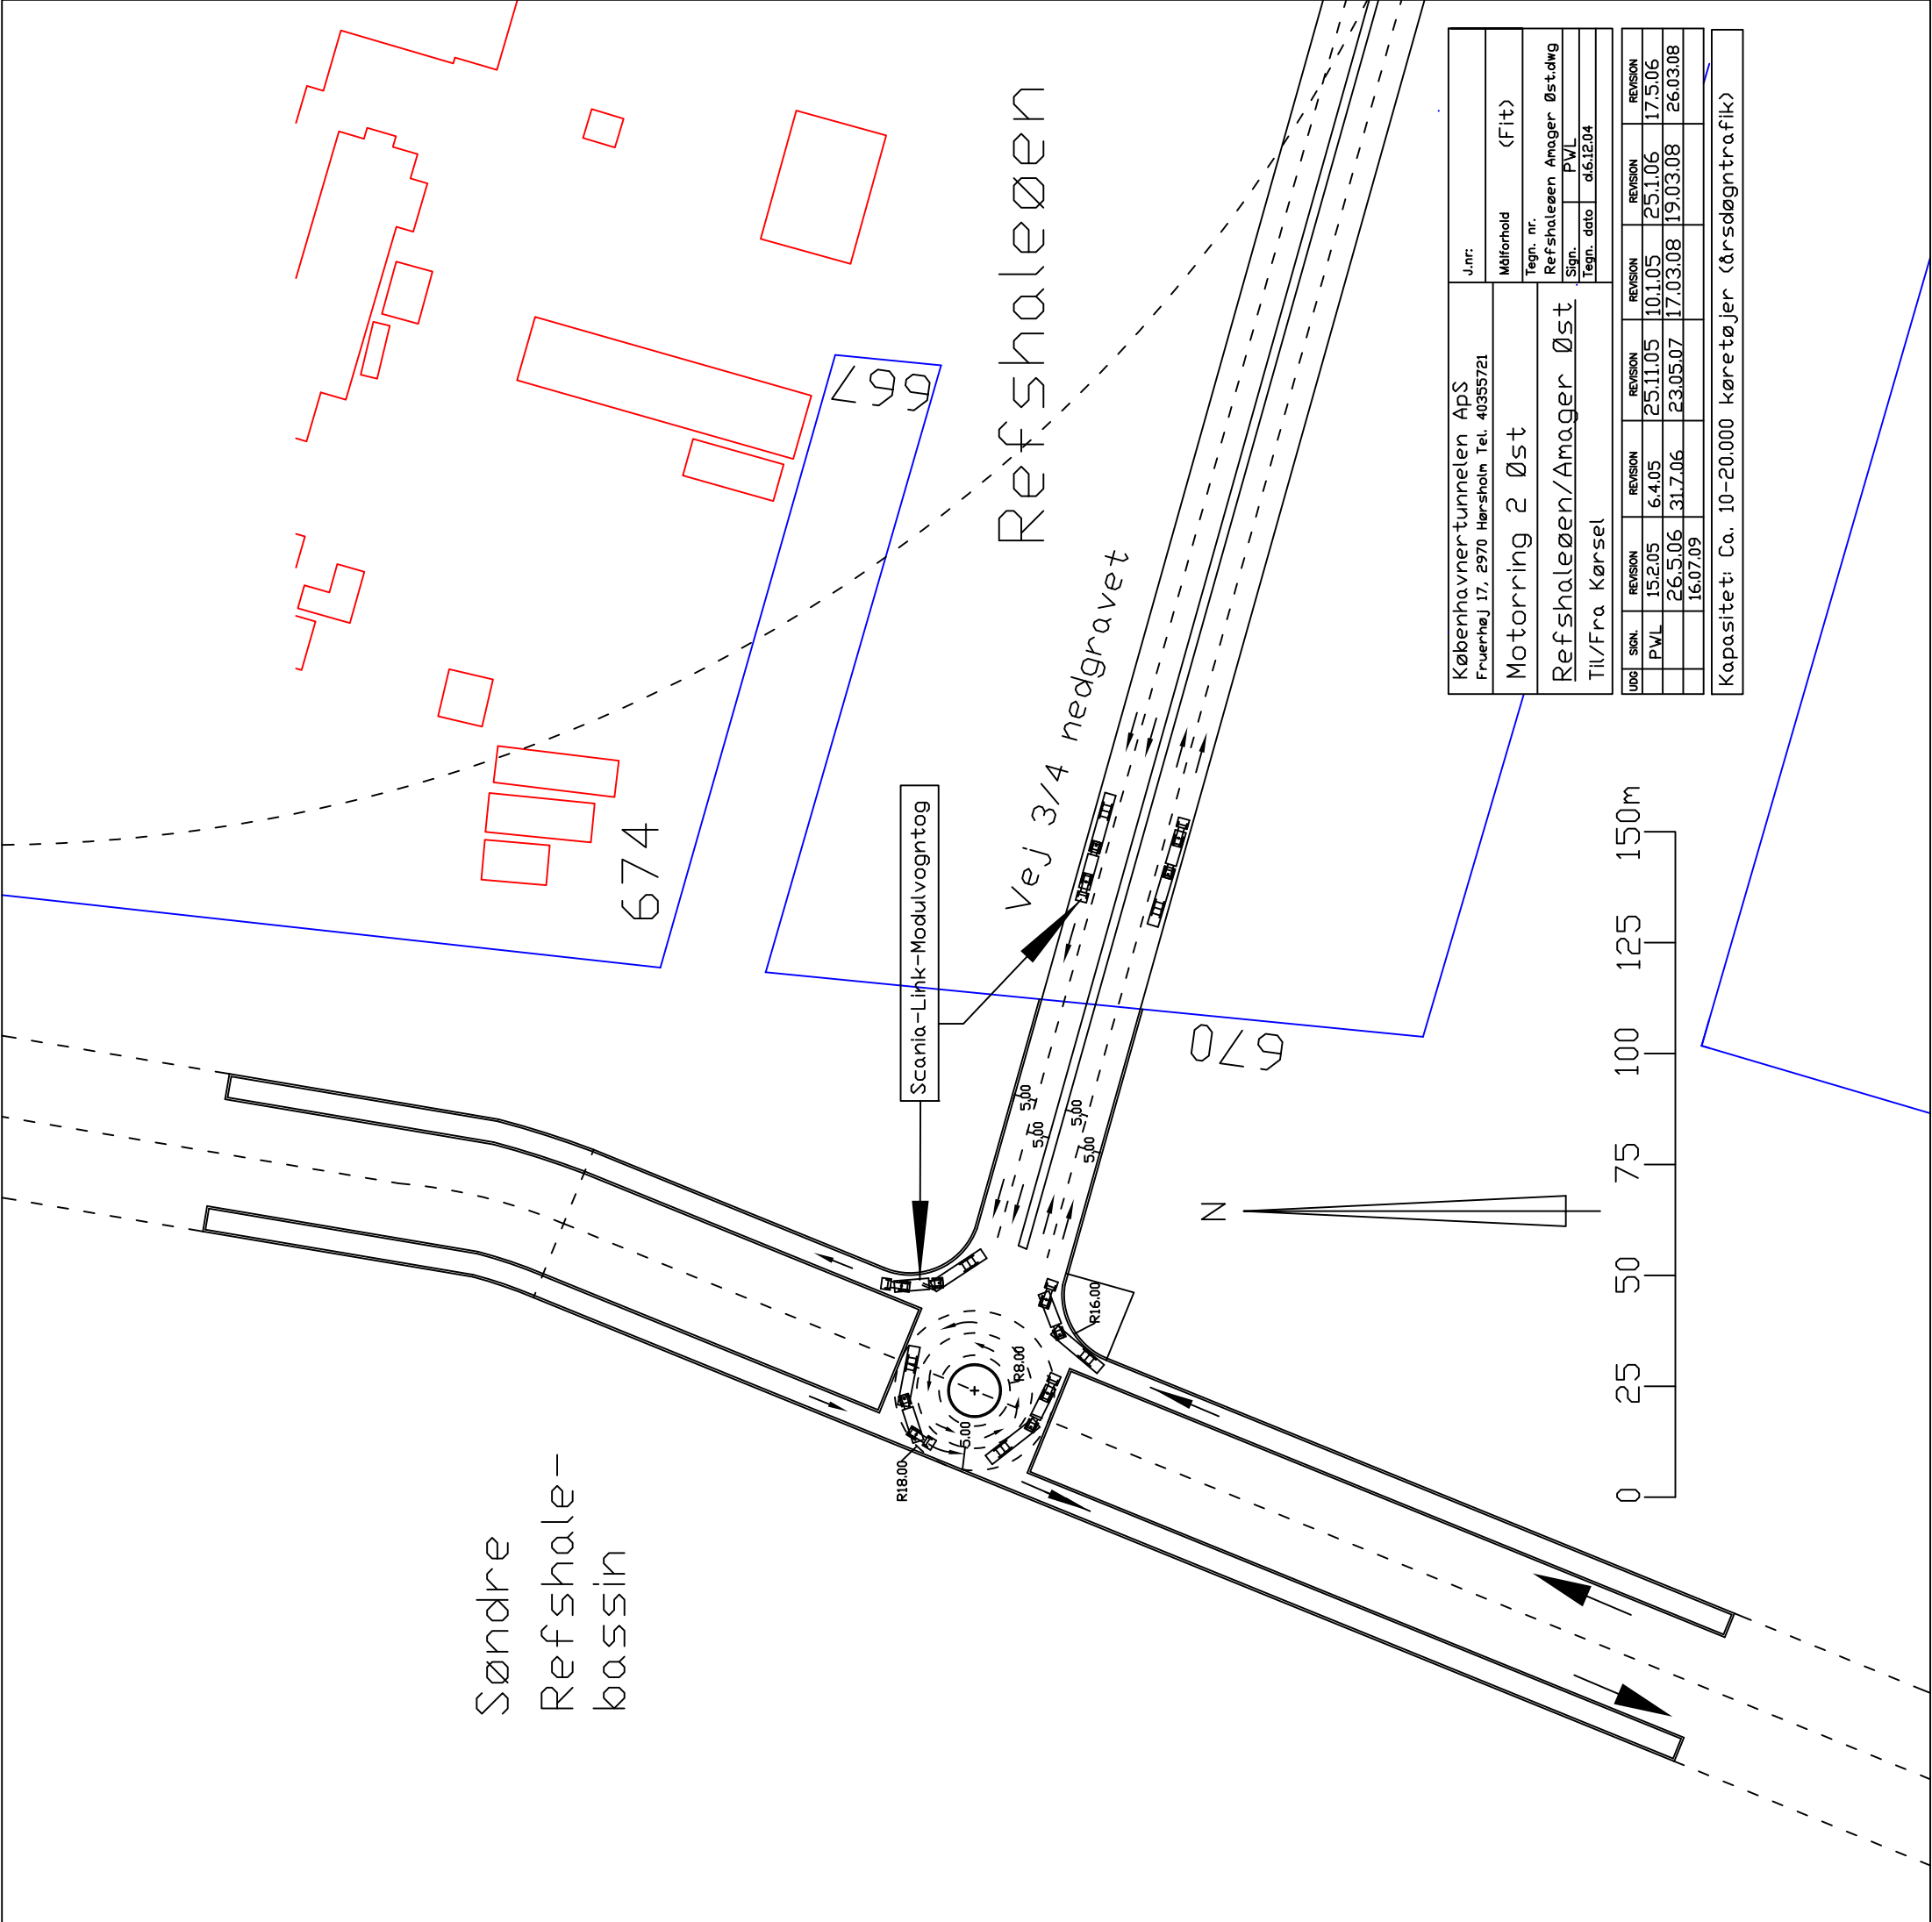 Søndre
Refshale-
bassin
674
667
Refshaleøen
Scania-Link-Modulvogntog
Vej 3/4 nedgravet
670
5,00
5,00
5,00
5,00
R16.00
R8.00
R18.00
5.00
N
0 25 50 75 100 125 150m
Københavnertunnelen ApS
Fruerhøj 17, 2970 Hørsholm Tel. 40355721
Motorring 2 Øst
Refshaleøen/Amager Øst
Til/Fra Kørsel
J.nr:
Målforhold (Fit)
Tegn. nr.
Refshaleøen Amager Øst.dwg
Sign. PWL
Tegn. dato d.6.12.04
UDG SIGN. REVISION REVISION REVISION REVISION REVISION REVISION
PWL 15.2.05 6.4.05 25.11.05 10.1.05 25.1.06 17.5.06
26.5.06 31.7.06 23.05.07 17.03.08 19.03.08 26.03.08
16.07.09
Kapasitet: Ca. 10-20.000 køretøjer (årsdøgntrafik)